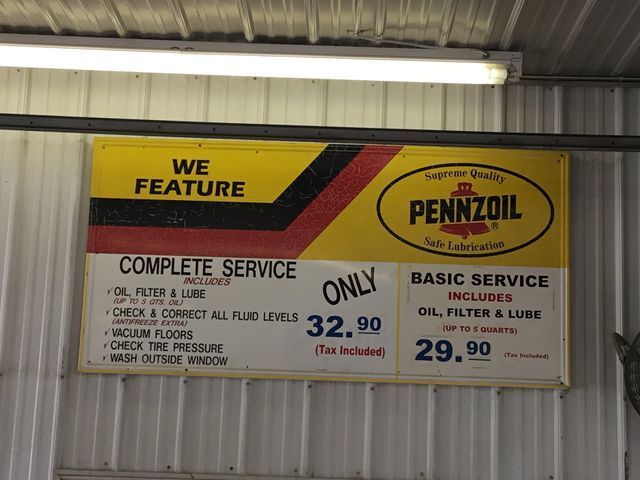 WE
FEATURE
Supreme Quality
PENNZOIL
®
Safe Lubrication
COMPLETE SERVICE
INCLUDES
OIL, FILTER & LUBE
(UP TO 5 QTS. OIL)
CHECK & CORRECT ALL FLUID LEVELS
(ANTIFREEZE EXTRA)
VACUUM FLOORS
CHECK TIRE PRESSURE
WASH OUTSIDE WINDOW
ONLY
32.90
(Tax Included)
BASIC SERVICE
INCLUDES
OIL, FILTER & LUBE
(UP TO 5 QUARTS)
29.90 (Tax Included)